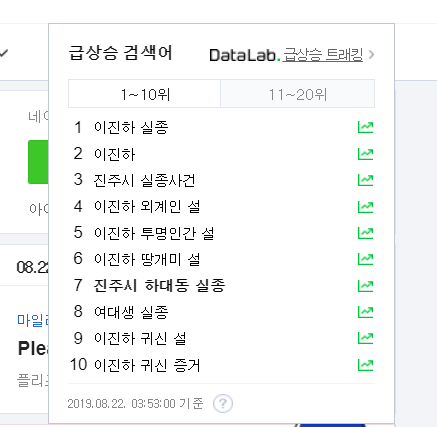 급상승 검색어
DataLab. 급상승 트래킹
1~10위
11~20위
1 이진하 실종
2 이진하
3 진주시 실종사건
4 이진하 외계인 설
5 이진하 투명인간 설
6 이진하 땅개미 설
7 진주시 하대동 실종
8 여대생 실종
9 이진하 귀신 설
10 이진하 귀신 증거
2019.08.22. 03:53:00 기준 ?
네이
아이
08.22
마일리
Plea
플리